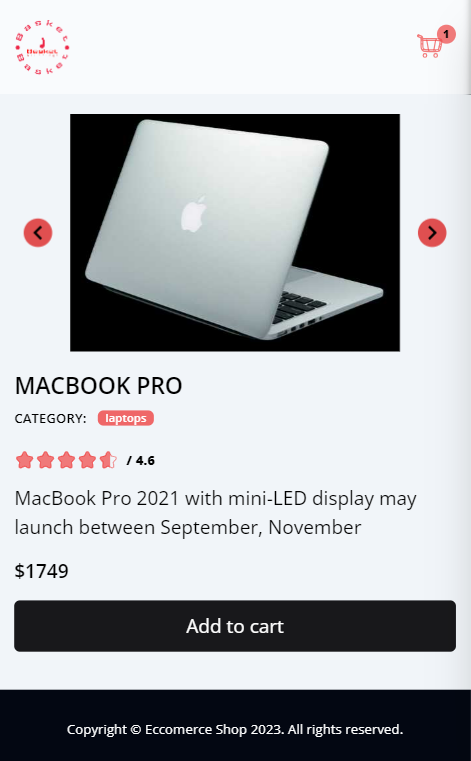 Basket Basket
Basket
1
MACBOOK PRO
CATEGORY: laptops
/ 4.6
MacBook Pro 2021 with mini-LED display may
launch between September, November
$1749
Add to cart
Copyright © Eccomerce Shop 2023. All rights reserved.